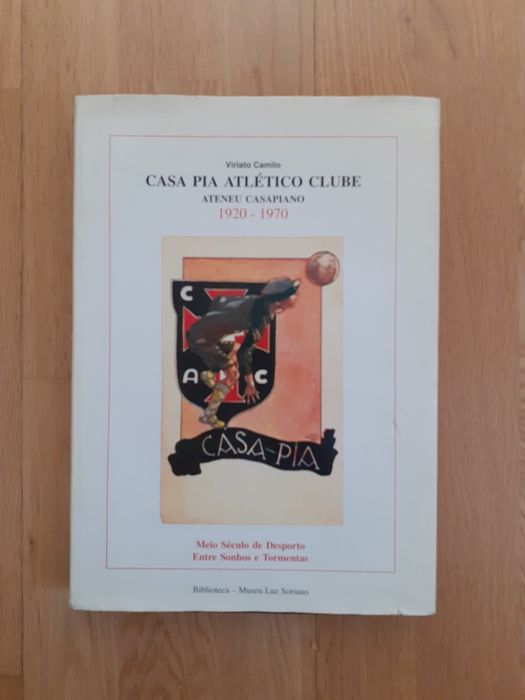 Viriato Camilo
CASA PIA ATLÉTICO CLUBE
ATENEU CASAPIANO
1920 - 1970
C
A C
CASA-PIA
Meio Século de Desporto
Entre Sonhos e Tormentas
Biblioteca – Museu Luz Soriano